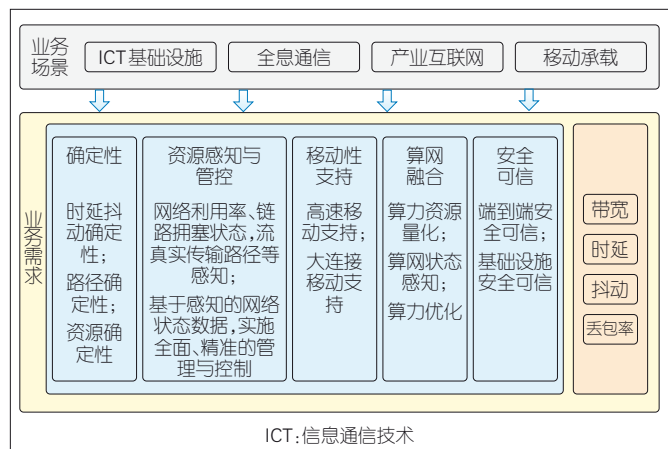 业务
场景
ICT基础设施
全息通信
产业互联网
移动承载
业务需求
确定性
时延抖
动确定
性;
路径确
定性;
资源确
定性
资源感知与
管控
网络利用率、链
路拥塞状态,流
真实传输路径等
感知;
基于感知的网络
状态数据,实施
全面、精准的管
理与控制
移动性
支持
高速移
动支持;
大连接
移动支
持
算网
融合
算力资源
量化;
算网状态
感知;
算力优化
安全
可信
端到端安
全可信;
基础设施
安全可信
带宽
时延
抖动
丢包率
ICT:信息通信技术